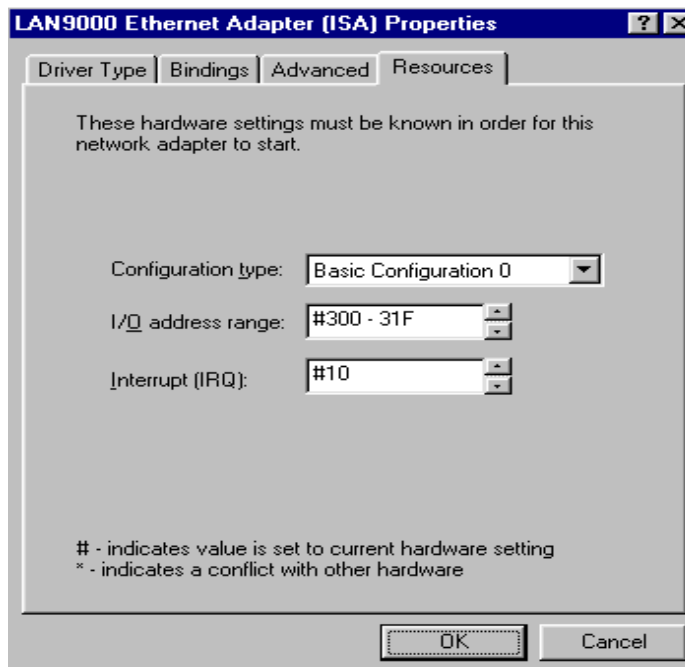 LAN9000 Ethernet Adapter (ISA) Properties ? ×
Driver Type Bindings Advanced Resources
These hardware settings must be known in order for this
network adapter to start.
Configuration type: Basic Configuration 0
I/O address range: #300 - 31F
Interrupt (IRQ): #10
# - indicates value is set to current hardware setting
* - indicates a conflict with other hardware
OK Cancel